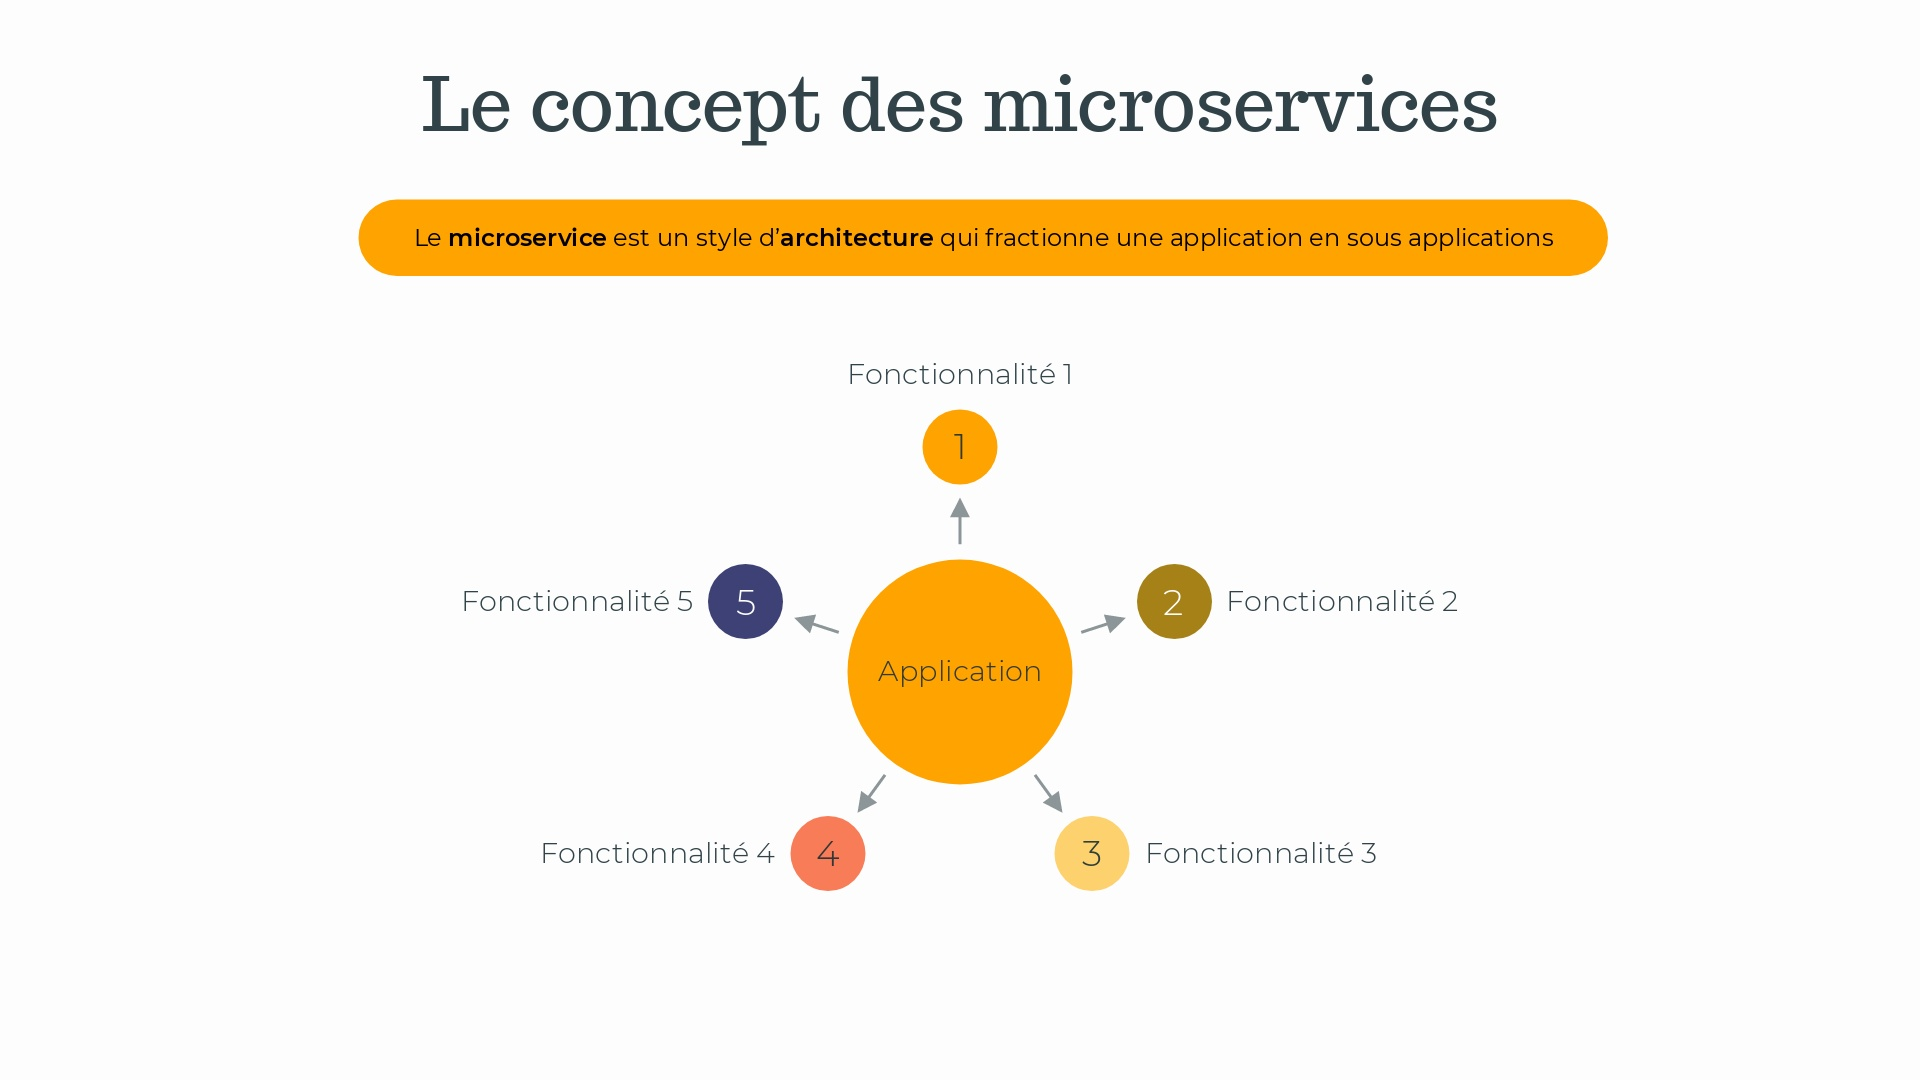 Le concept des microservices
Le microservice est un style d’architecture qui fractionne une application en sous applications
Fonctionnalité 1
1
Fonctionnalité 5
5
2
Fonctionnalité 2
Application
Fonctionnalité 4
4
3
Fonctionnalité 3